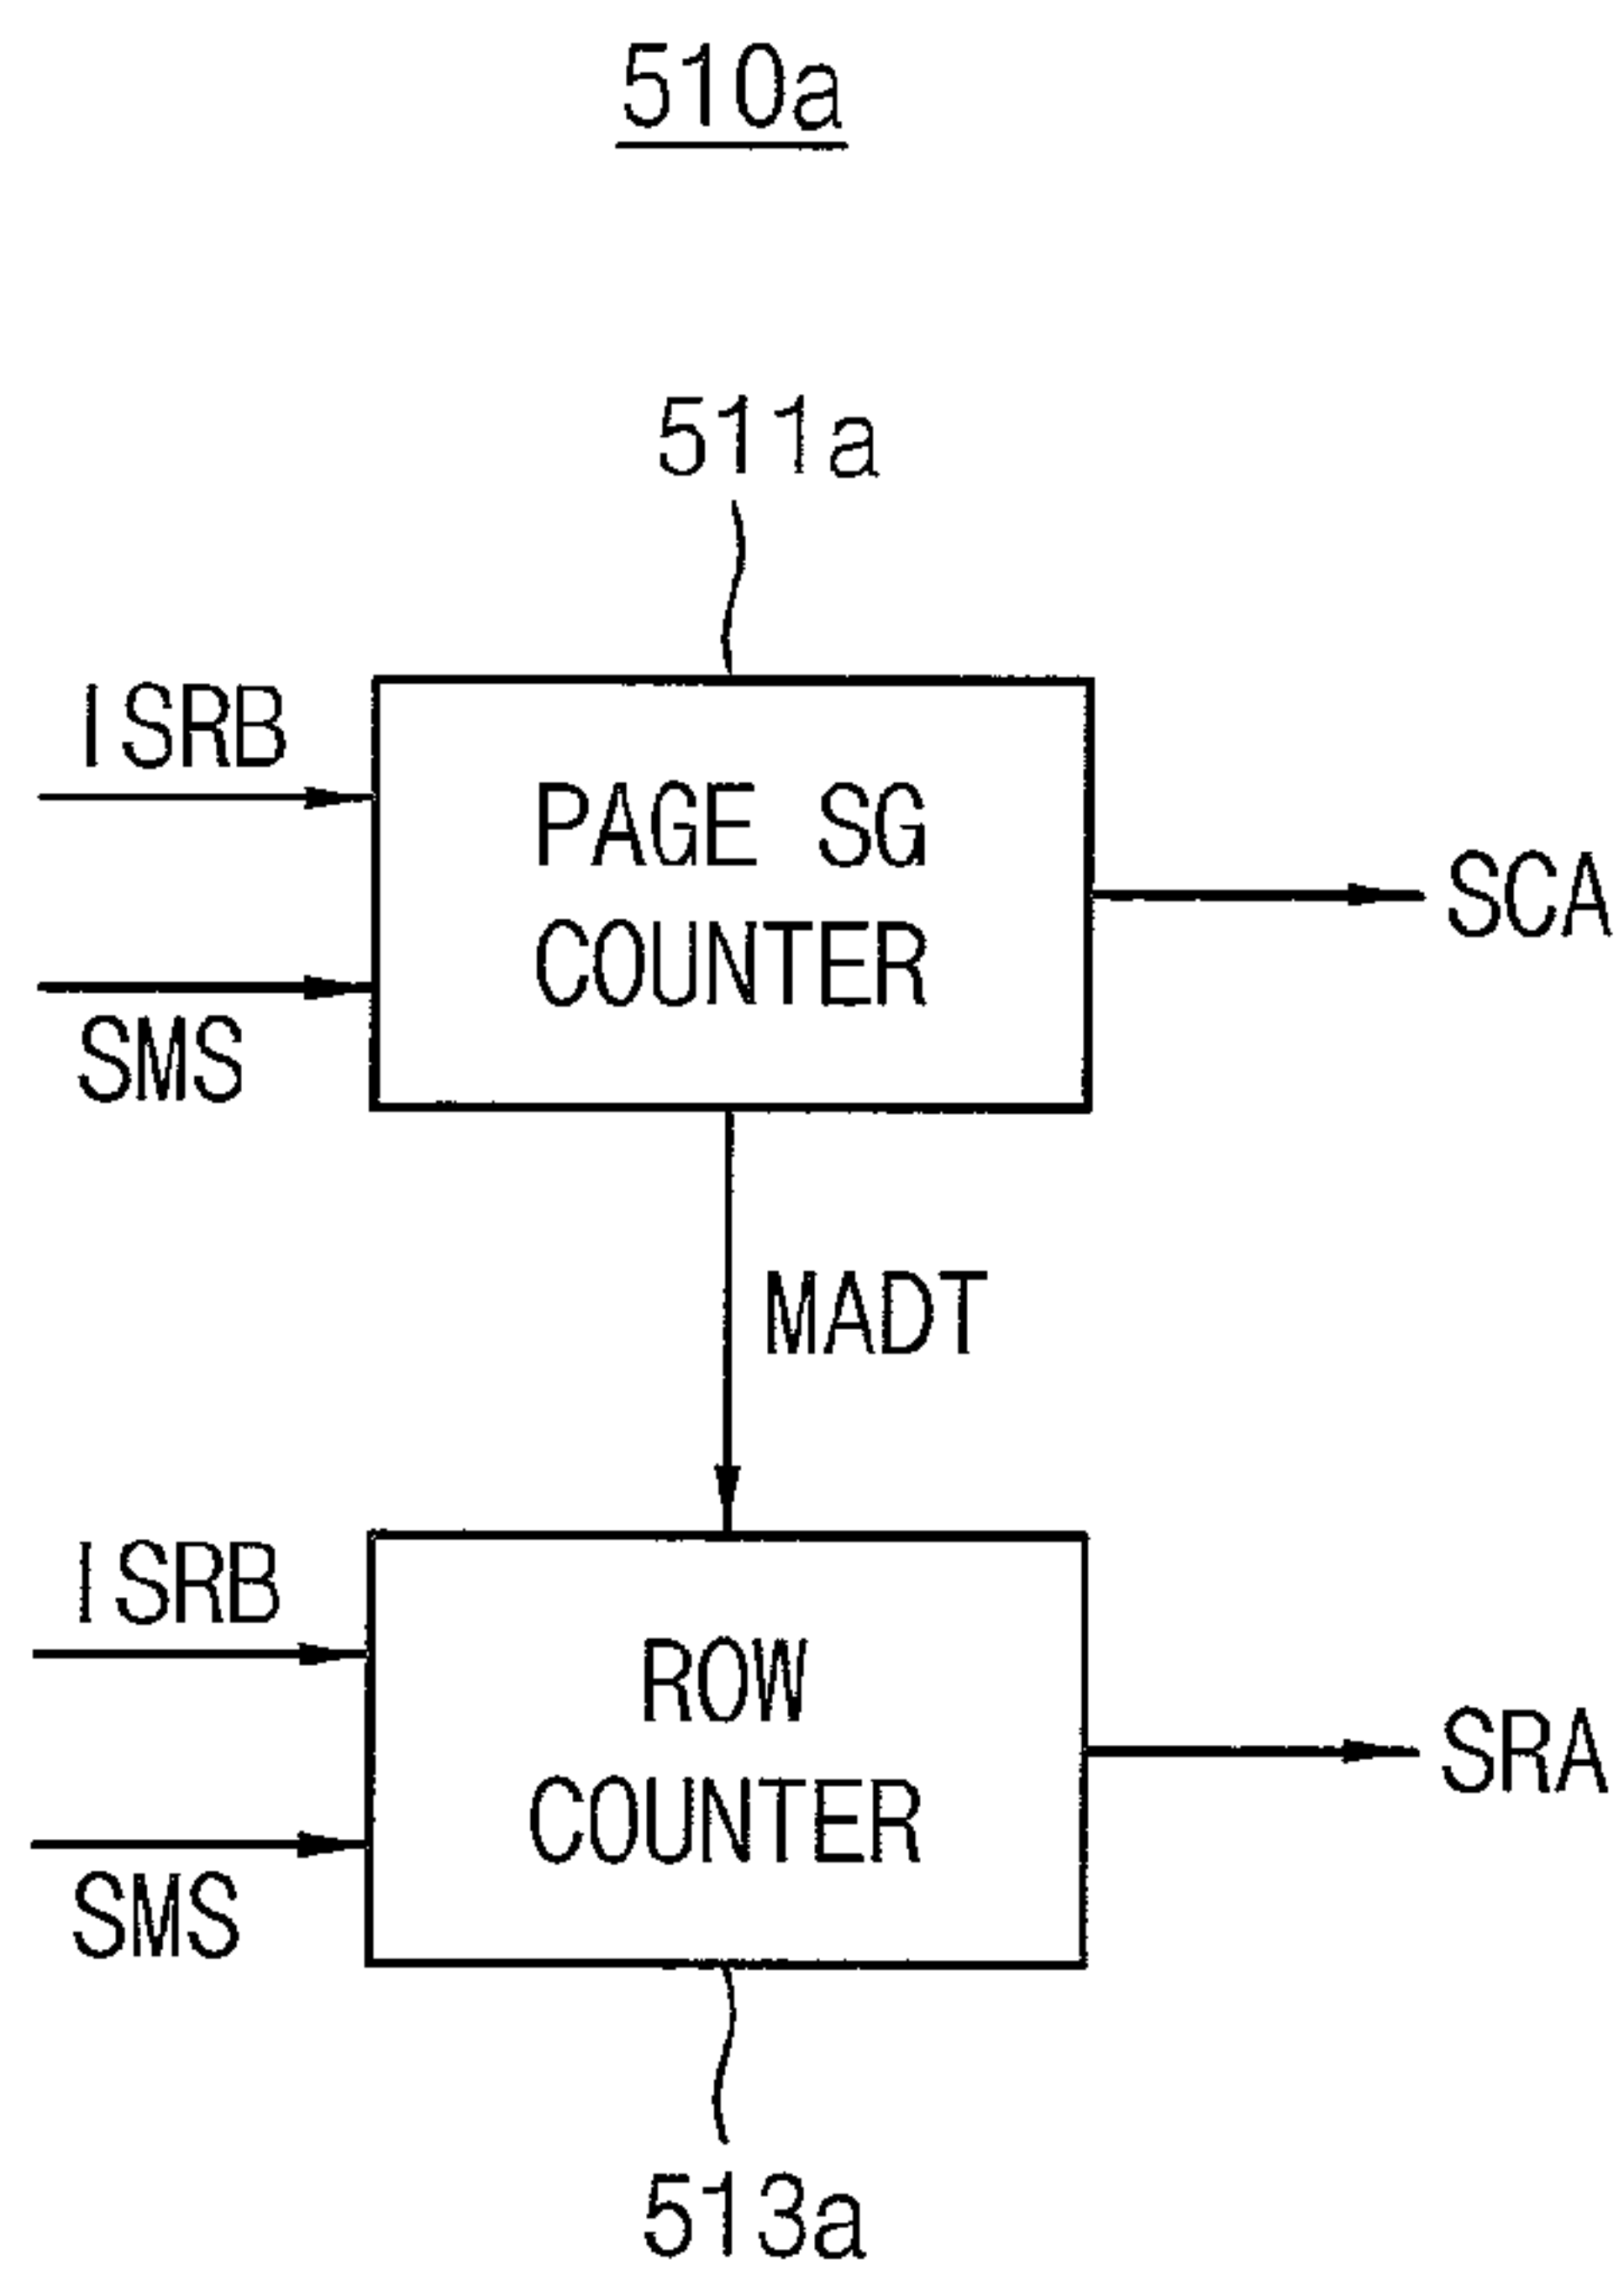 510a
511a
ISRB
PAGE SG
COUNTER
SCA
SMS
MADT
ISRB
ROW
COUNTER
SRA
SMS
513a